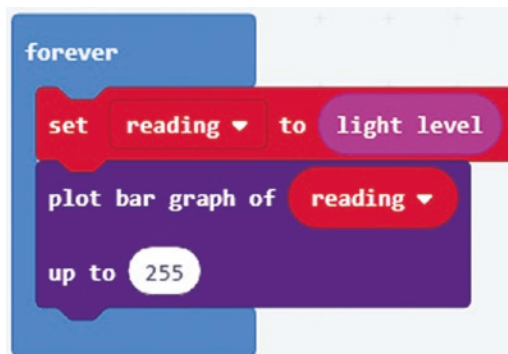 forever
set reading to light level
plot bar graph of reading
up to 255